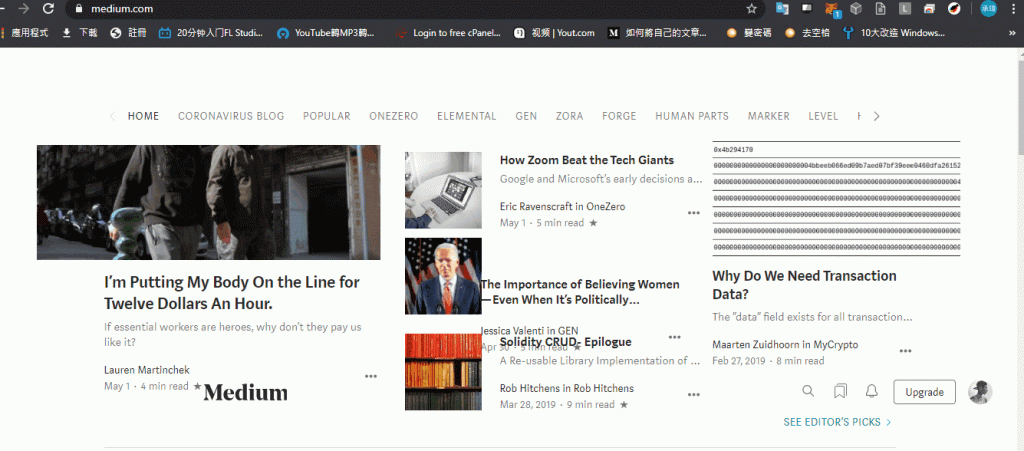 medium.com
應用程式 下載 註冊 20分钟入门FL Studi... YouTube轉MP3轉... Login to free cPanel... 视频 | Yout.com 如何將自己的文章... 變密碼 去空格 10大改造 Windows... »
HOME CORONAVIRUS BLOG POPULAR ONEZERO ELEMENTAL GEN ZORA FORGE HUMAN PARTS MARKER LEVEL
I'm Putting My Body On the Line for
Twelve Dollars An Hour.
If essential workers are heroes, why don't they pay us
like it?
Lauren Martinchek
May 1 · 4 min read ★
Medium
How Zoom Beat the Tech Giants
Google and Microsoft's early decisions a...
Eric Ravenscraft in OneZero
May 1 · 5 min read ★
The Importance of Believing Women
— Even When It's Politically...
Jessica Valenti in GEN
Apr 30 · 5 min read ★
Solidity CRUD- Epilogue
A Re-usable Library Implementation of ...
Rob Hitchens in Rob Hitchens
Mar 28, 2019 · 9 min read ★
0x4b294170
Why Do We Need Transaction
Data?
The "data" field exists for all transaction...
Maarten Zuidhoorn in MyCrypto
Feb 27, 2019 · 8 min read
Upgrade
SEE EDITOR'S PICKS